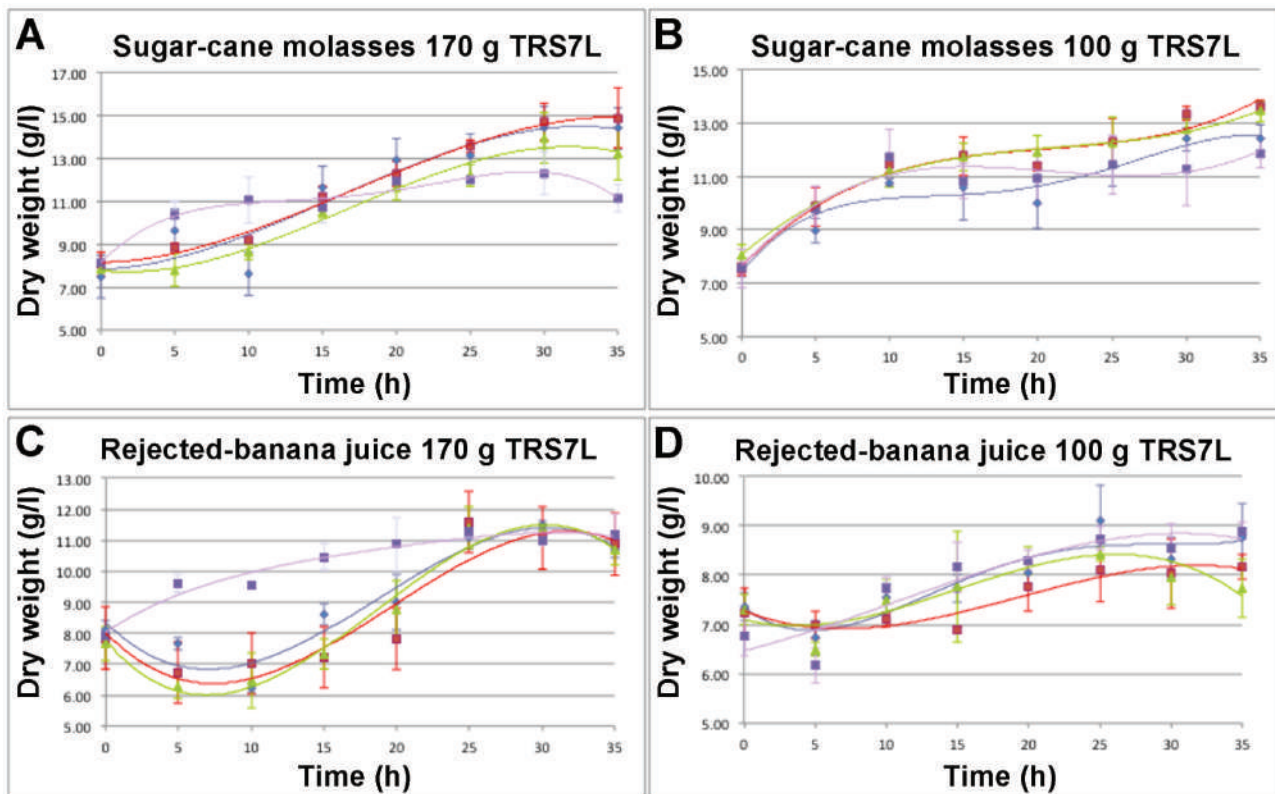 A
Sugar-cane molasses 170 g TRS7L
17.00
15.00
13.00
11.00
9.00
7.00
5.00
Dry weight (g/l)
0 5 10 15 20 25 30 35
Time (h)
B
Sugar-cane molasses 100 g TRS7L
15.00
13.00
11.00
9.00
7.00
5.00
Dry weight (g/l)
0 5 10 15 20 25 30 35
Time (h)
C
Rejected-banana juice 170 g TRS7L
13.00
12.00
11.00
10.00
9.00
8.00
7.00
6.00
5.00
Dry weight (g/l)
0 5 10 15 20 25 30 35
Time (h)
D
Rejected-banana juice 100 g TRS7L
10.00
9.00
8.00
7.00
6.00
5.00
Dry weight (g/l)
0 5 10 15 20 25 30 35
Time (h)